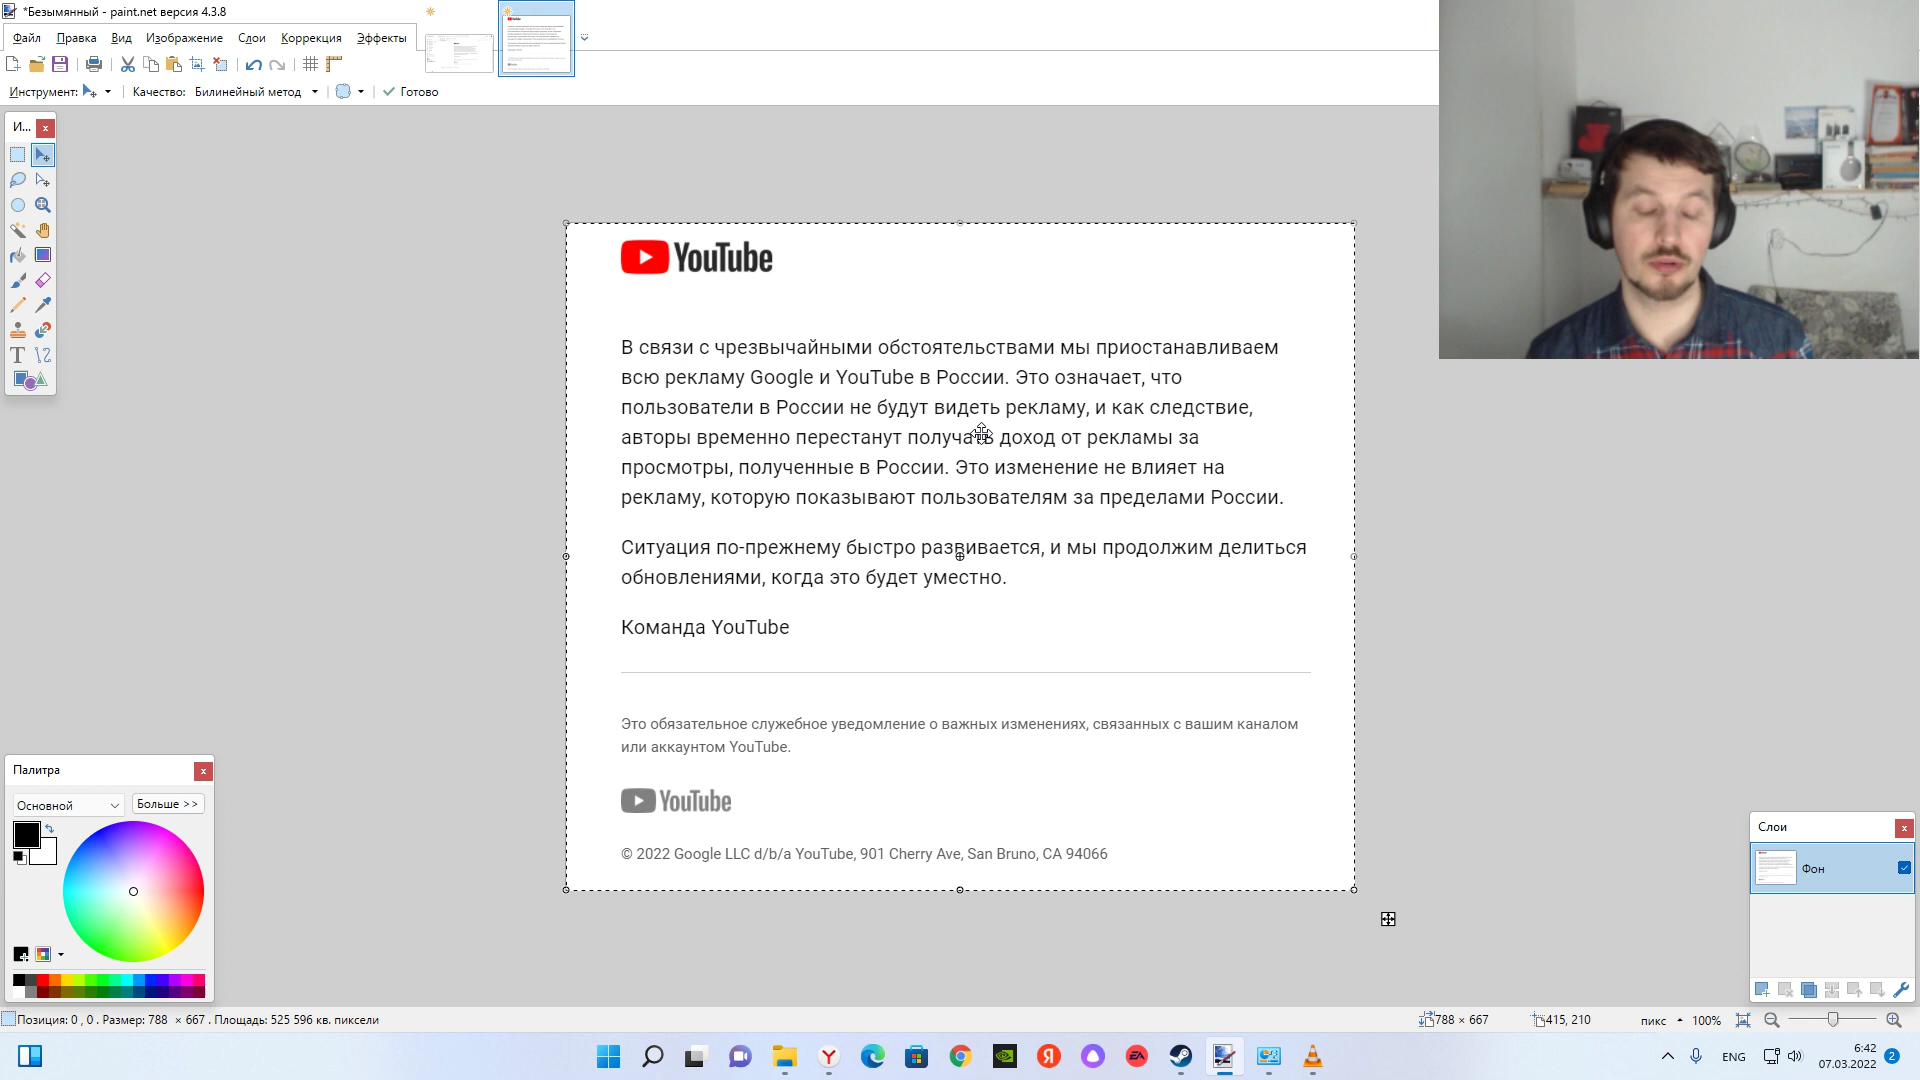 *Безымянный - paint.net версия 4.3.8
Файл Правка Вид Изображение Слои Коррекция Эффекты
Инструмент: Качество: Билинейный метод Готово
И...
YouTube
В связи с чрезвычайными обстоятельствами мы приостанавливаем
всю рекламу Google и YouTube в России. Это означает, что
пользователи в России не будут видеть рекламу, и как следствие,
авторы временно перестанут получать доход от рекламы за
просмотры, полученные в России. Это изменение не влияет на
рекламу, которую показывают пользователям за пределами России.
Ситуация по-прежнему быстро развивается, и мы продолжим делиться
обновлениями, когда это будет уместно.
Команда YouTube
Это обязательное служебное уведомление о важных изменениях, связанных с вашим каналом
или аккаунтом YouTube.
YouTube
© 2022 Google LLC d/b/a YouTube, 901 Cherry Ave, San Bruno, CA 94066
Палитра
Основной Больше >>
Слои
Фон
Позиция: 0 , 0 . Размер: 788 × 667 . Площадь: 525 596 кв. пиксели
788 × 667 415, 210 пикс 100%
ENG 6:42
07.03.2022 2